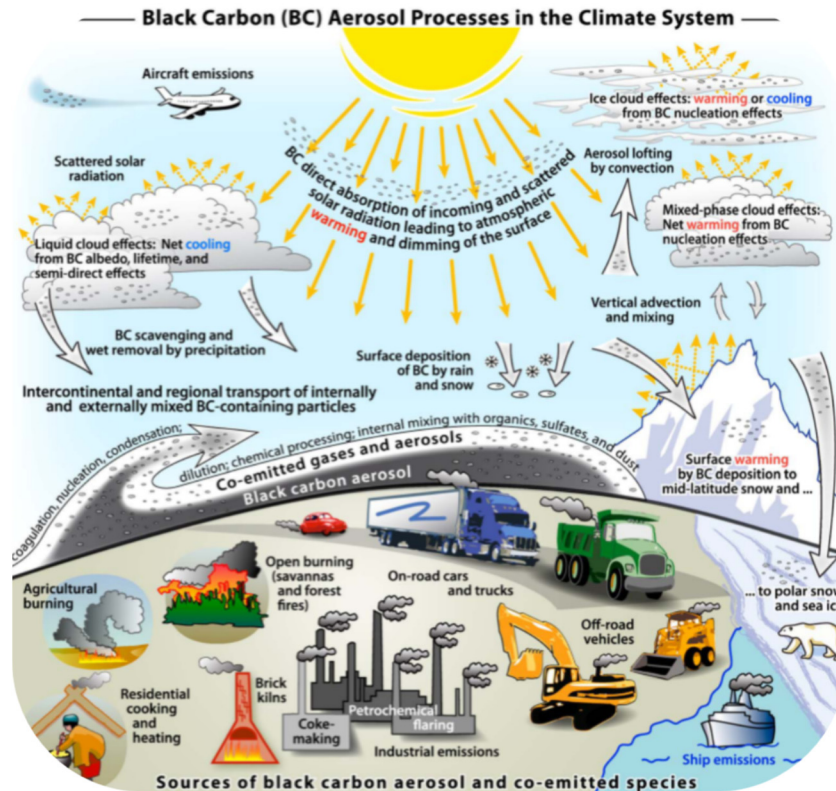 Black Carbon (BC) Aerosol Processes in the Climate System
Aircraft emissions
Ice cloud effects: warming or cooling
from BC nucleation effects
Scattered solar
radiation
BC direct absorption of incoming and scattered
solar radiation leading to atmospheric
warming and dimming of the surface
Aerosol lofting
by convection
Liquid cloud effects: Net cooling
from BC albedo, lifetime, and
semi-direct effects
Mixed-phase cloud effects:
Net warming from BC
nucleation effects
Vertical advection
and mixing
BC scavenging and
wet removal by precipitation
Surface deposition
of BC by rain
and snow
Intercontinental and regional transport of internally
and externally mixed BC-containing particles
coagulation, nucleation, condensation;
dilution; chemical processing; internal mixing with organics, sulfates, and dust
Co-emitted gases and aerosols
Black carbon aerosol
Surface warming
by BC deposition to
mid-latitude snow and ...
... to polar snow
and sea ic
Agricultural
burning
Open burning
(savannas
and forest
fires)
On-road cars
and trucks
Off-road
vehicles
Residential
cooking
and
heating
Brick
kilns
Coke-
making
Petrochemical
flaring
Industrial emissions
Ship emissions
Sources of black carbon aerosol and co-emitted species